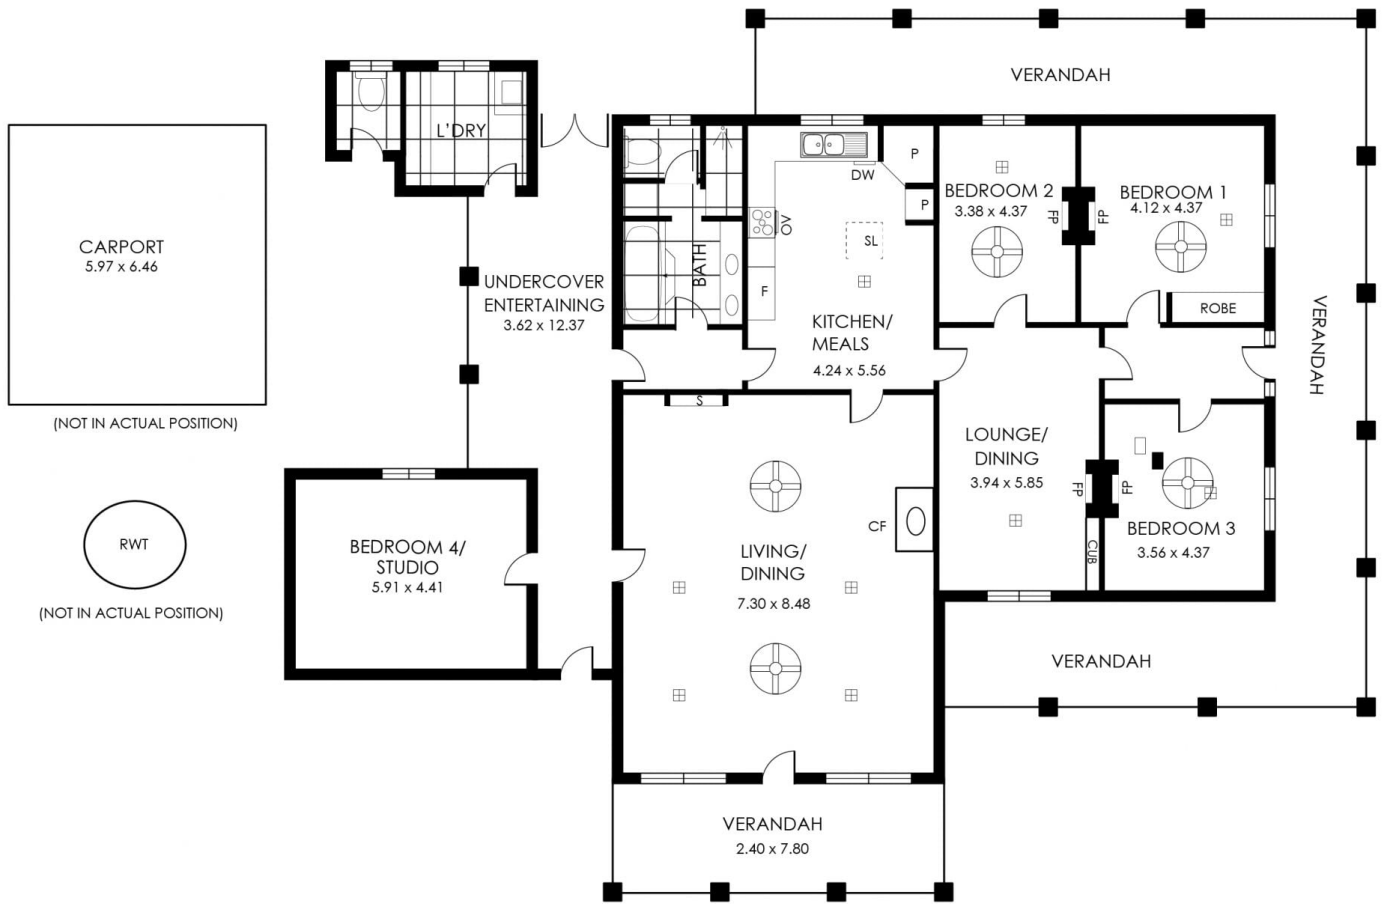 VERANDAH
L'DRY
P
DW
BEDROOM 2
3.38 x 4.37
BEDROOM 1
4.12 x 4.37
FP
FP
P
OV
SL
CARPORT
5.97 x 6.46
BATH
F
UNDERCOVER
ENTERTAINING
3.62 x 12.37
KITCHEN/
MEALS
4.24 x 5.56
ROBE
VERANDAH
(NOT IN ACTUAL POSITION)
S
LOUNGE/
DINING
3.94 x 5.85
FP
FP
BEDROOM 3
3.56 x 4.37
CUB
CF
RWT
BEDROOM 4/
STUDIO
5.91 x 4.41
LIVING/
DINING
7.30 x 8.48
(NOT IN ACTUAL POSITION)
VERANDAH
VERANDAH
2.40 x 7.80